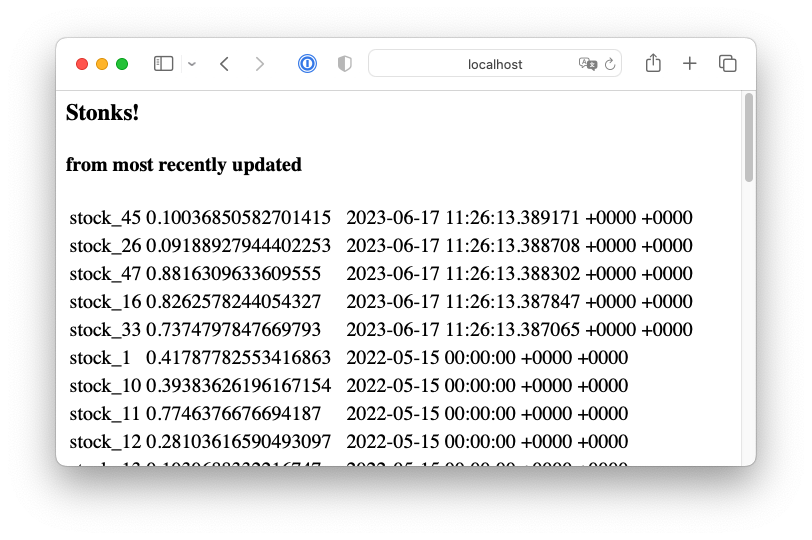 localhost
Stonks!
from most recently updated
stock_45 0.10036850582701415 2023-06-17 11:26:13.389171 +0000 +0000
stock_26 0.09188927944402253 2023-06-17 11:26:13.388708 +0000 +0000
stock_47 0.8816309633609555 2023-06-17 11:26:13.388302 +0000 +0000
stock_16 0.8262578244054327 2023-06-17 11:26:13.387847 +0000 +0000
stock_33 0.7374797847669793 2023-06-17 11:26:13.387065 +0000 +0000
stock_1 0.41787782553416863 2022-05-15 00:00:00 +0000 +0000
stock_10 0.39383626196167154 2022-05-15 00:00:00 +0000 +0000
stock_11 0.7746376676694187 2022-05-15 00:00:00 +0000 +0000
stock_12 0.28103616590493097 2022-05-15 00:00:00 +0000 +0000